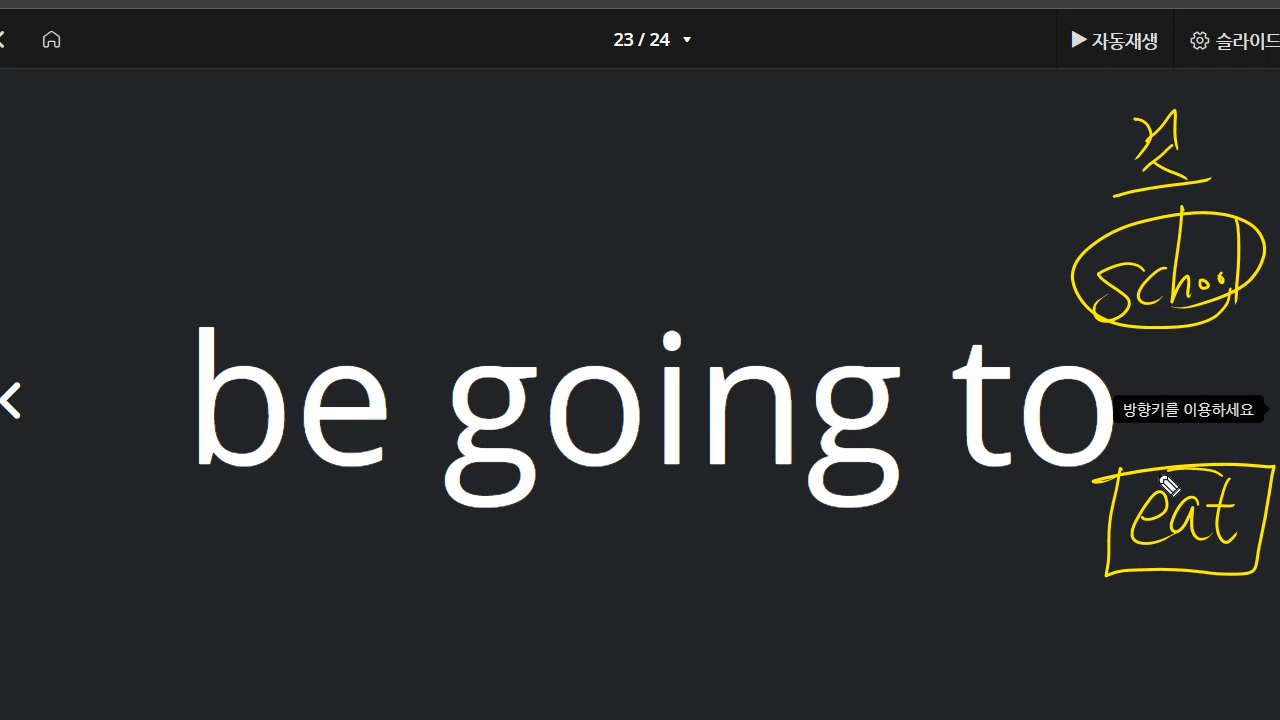 23 / 24
자동재생
슬라이드
것
school
be going to
방향키를 이용하세요
eat